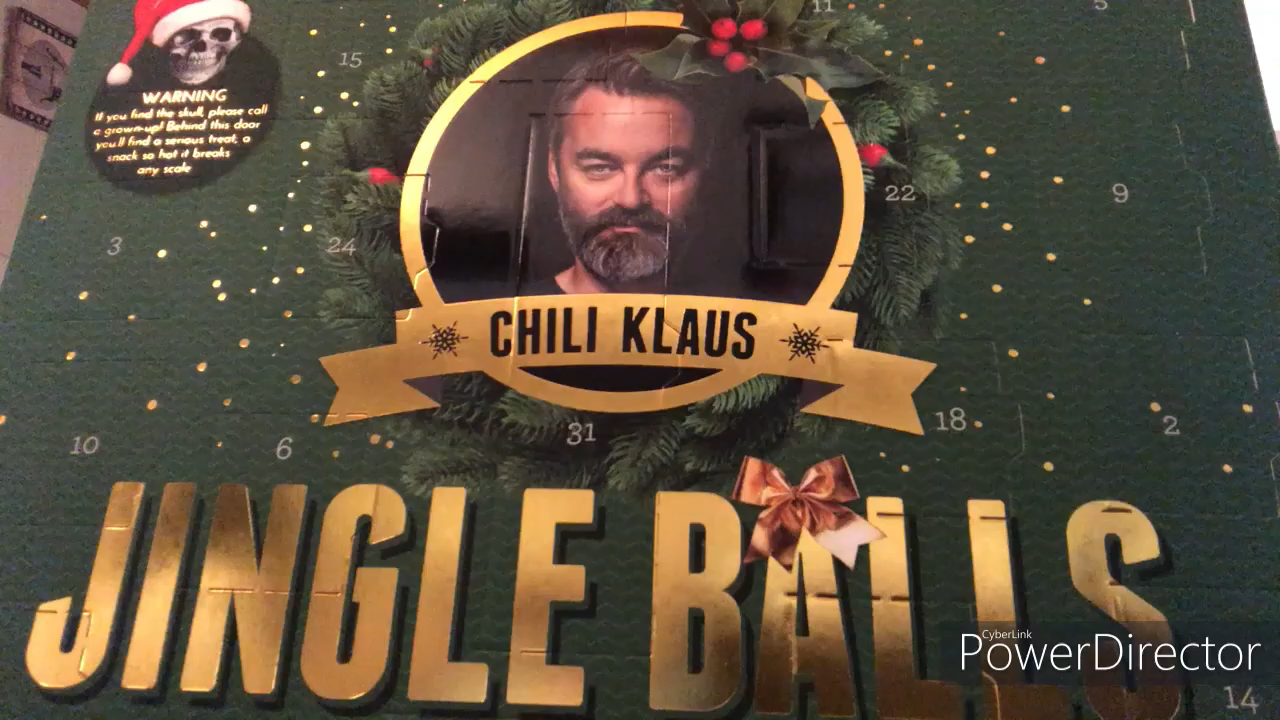 11
5
15
WARNING
If you find the skull, please call
a grown-up! Behind this door
you'll find a serious treat, a
snack so hot it breaks
any scale
22
9
3
24
CHILI KLAUS
10
6
31
18
2
JINGLE BALLS
CyberLink
PowerDirector
14